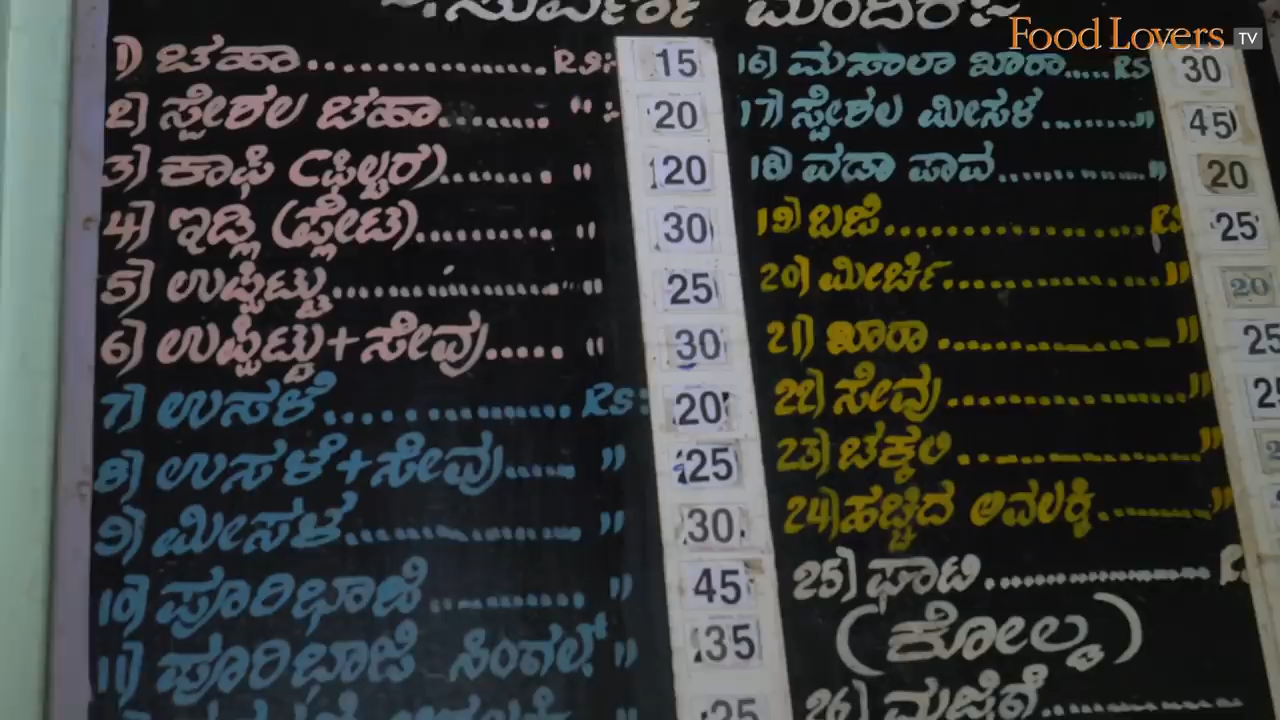 Food Lovers TV
1) ಚಹಾ.................RS: 15
2) ಸ್ಪೇಶಲ ಚಹಾ........ " : 20
3) ಕಾಫಿ (ಫಿಲ್ಟರ)........ " 20
4) ಇಡ್ಲಿ (ಪ್ಲೇಟ)......... " 30
5) ಉಪ್ಪಿಟ್ಟು................. " 25
6) ಉಪ್ಪಿಟ್ಟು+ಸೇವು..... " 30
7) ಉಸಳೆ................ RS: 20
8) ಉಸಳೆ+ಸೇವು..... " 25
9) ಮೀಸಳ............... " 30
10) ಪೂರಿಭಾಜಿ............ " 45
11) ಪೂರಿಭಾಜಿ ಸಿಂಗಲ್ " 35
16) ಮಸಾಲಾ ಖಾರಾ.....RS 30
17) ಸ್ಪೇಶಲ ಮೀಸಳ........" 45
18) ವಡಾ ಪಾವ............" 20
19) ಬಜಿ.................RS 25
20) ಮೀರ್ಚಿ..............." 20
21) ಖಾರಾ ................" 25
22) ಸೇವು................"
23) ಚಕ್ಕಲಿ ..............."
24) ಹಚ್ಚಿದ ಅವಲಕ್ಕಿ.........."
25) ಘಾಟಿ................
(ಕೋಲ್ಡ)
26) ಮಜ್ಜಿಗೆ............